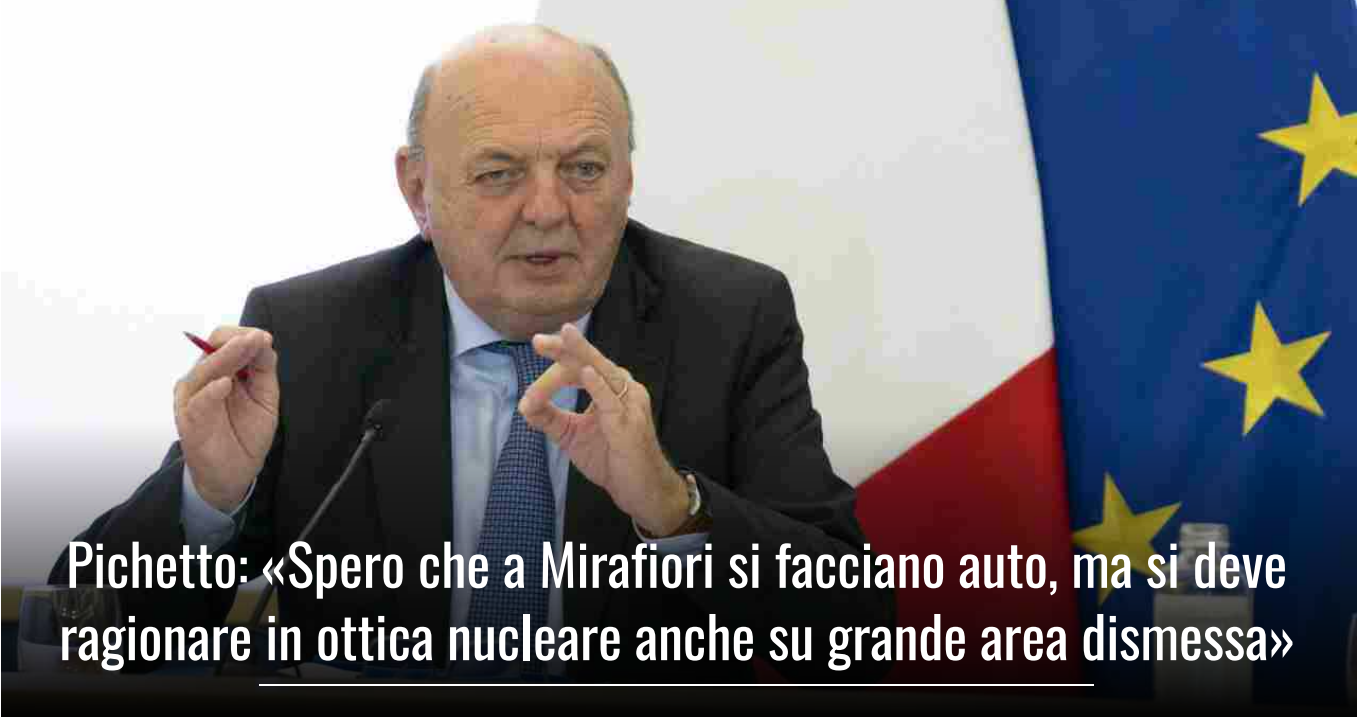 Pichetto: «Spero che a Mirafiori si facciano auto, ma si deve
ragionare in ottica nucleare anche su grande area dismessa»